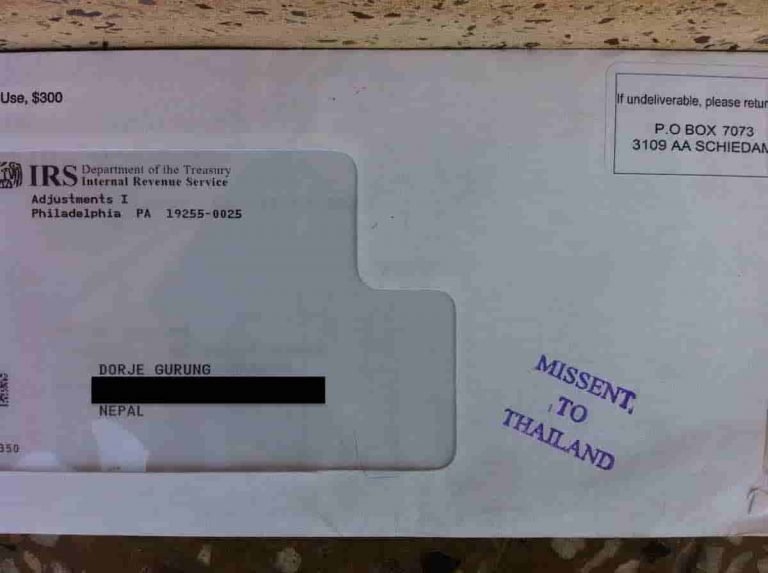 Use, $300
If undeliverable, please retur
P.O BOX 7073
3109 AA SCHIEDAM
IRS Department of the Treasury
Internal Revenue Service
Adjustments I
Philadelphia PA 19255-0025
DORJE GURUNG
NEPAL
350
MISSENT
TO
THAILAND